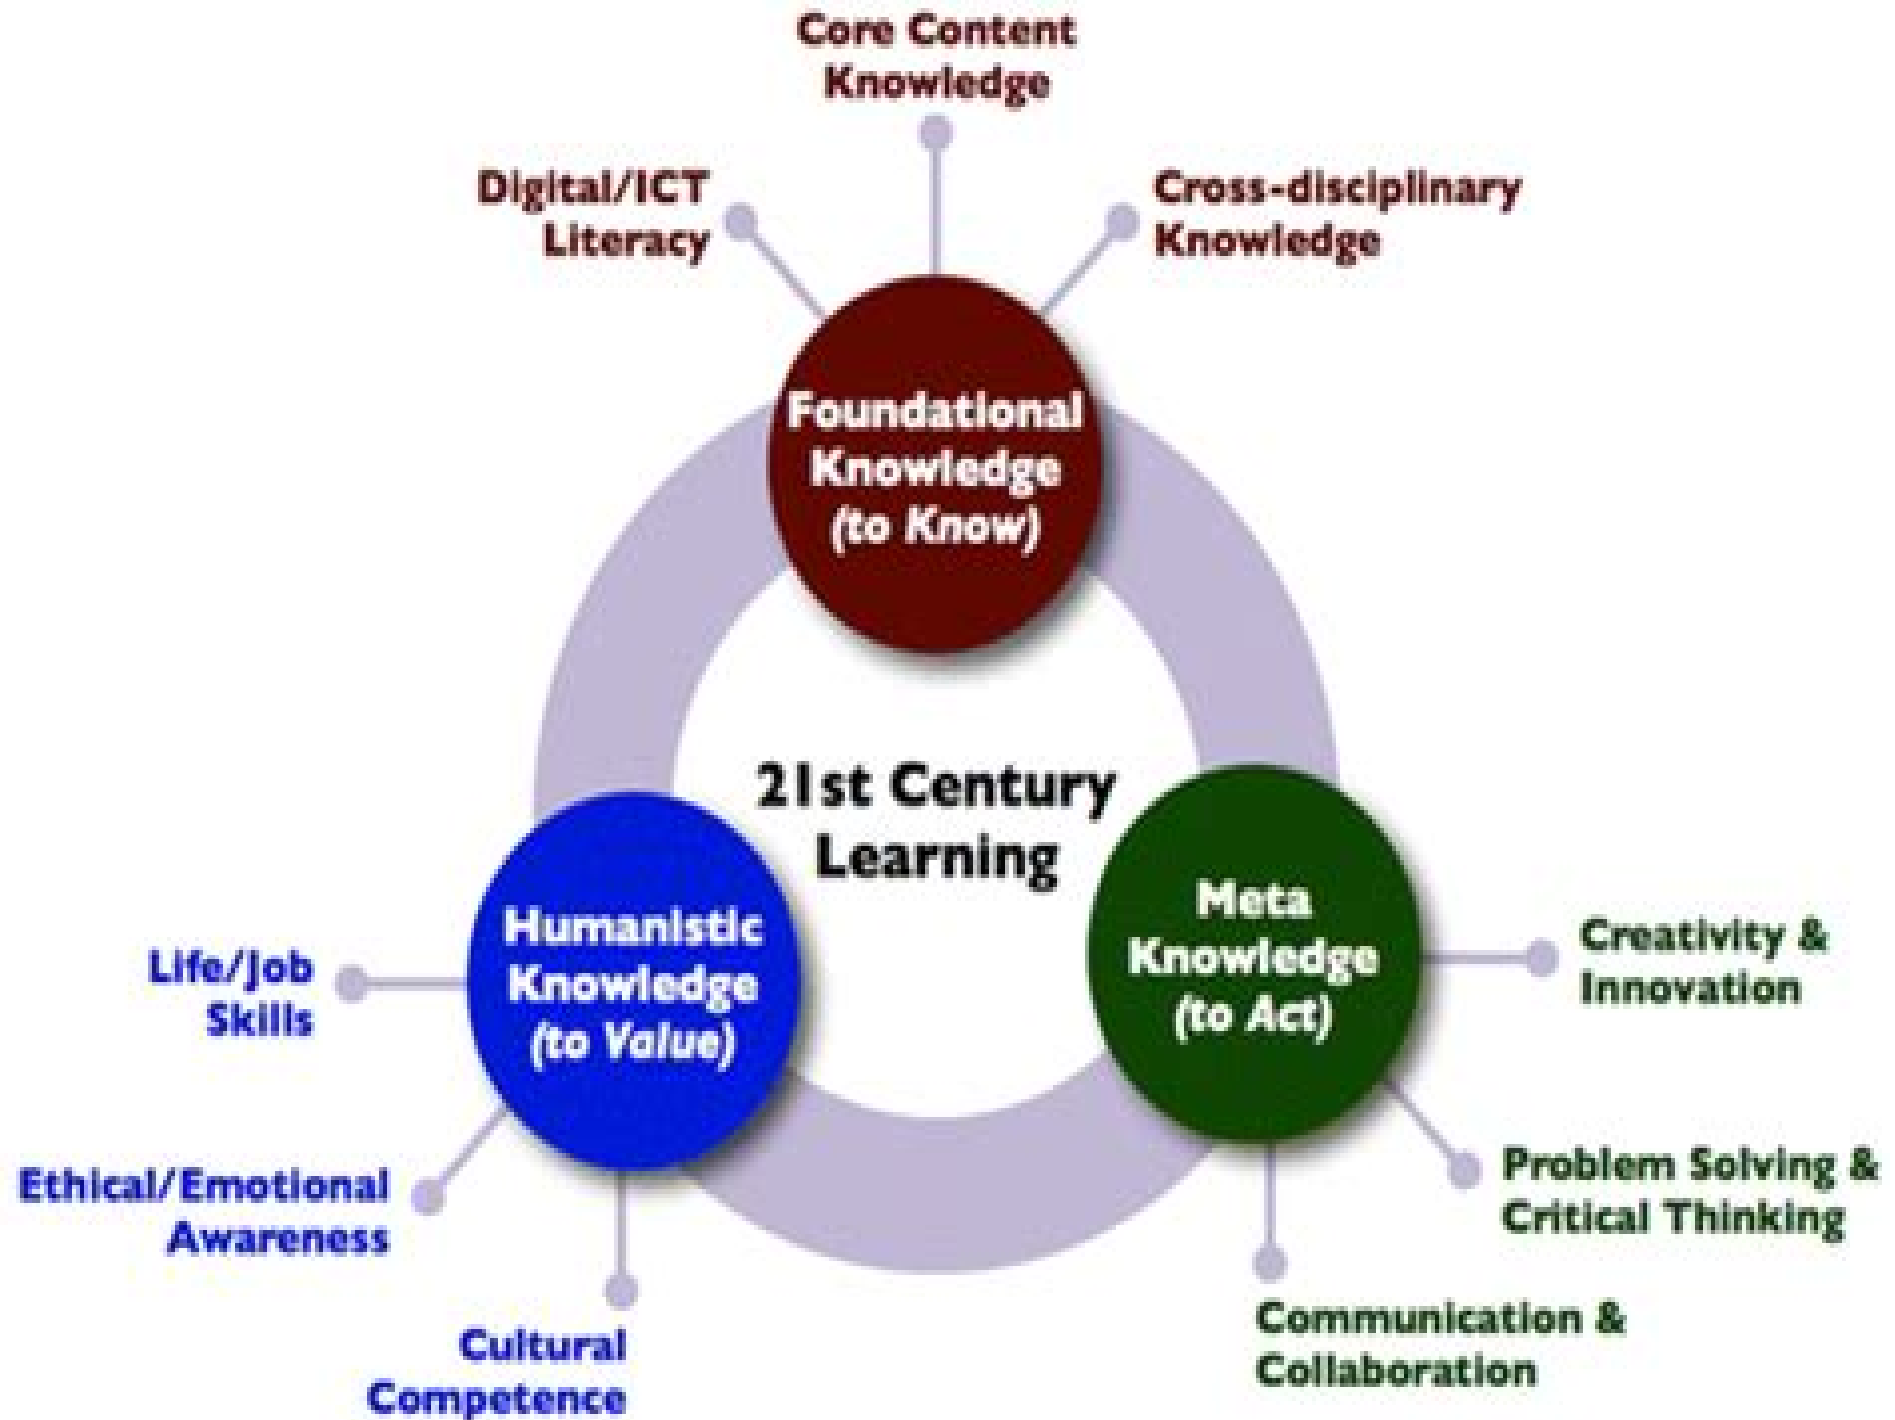 Core Content
Knowledge
Digital/ICT
Literacy
Cross-disciplinary
Knowledge
Foundational
Knowledge
(to Know)
21st Century
Learning
Humanistic
Knowledge
(to Value)
Meta
Knowledge
(to Act)
Life/Job
Skills
Ethical/Emotional
Awareness
Cultural
Competence
Creativity &
Innovation
Problem Solving &
Critical Thinking
Communication &
Collaboration